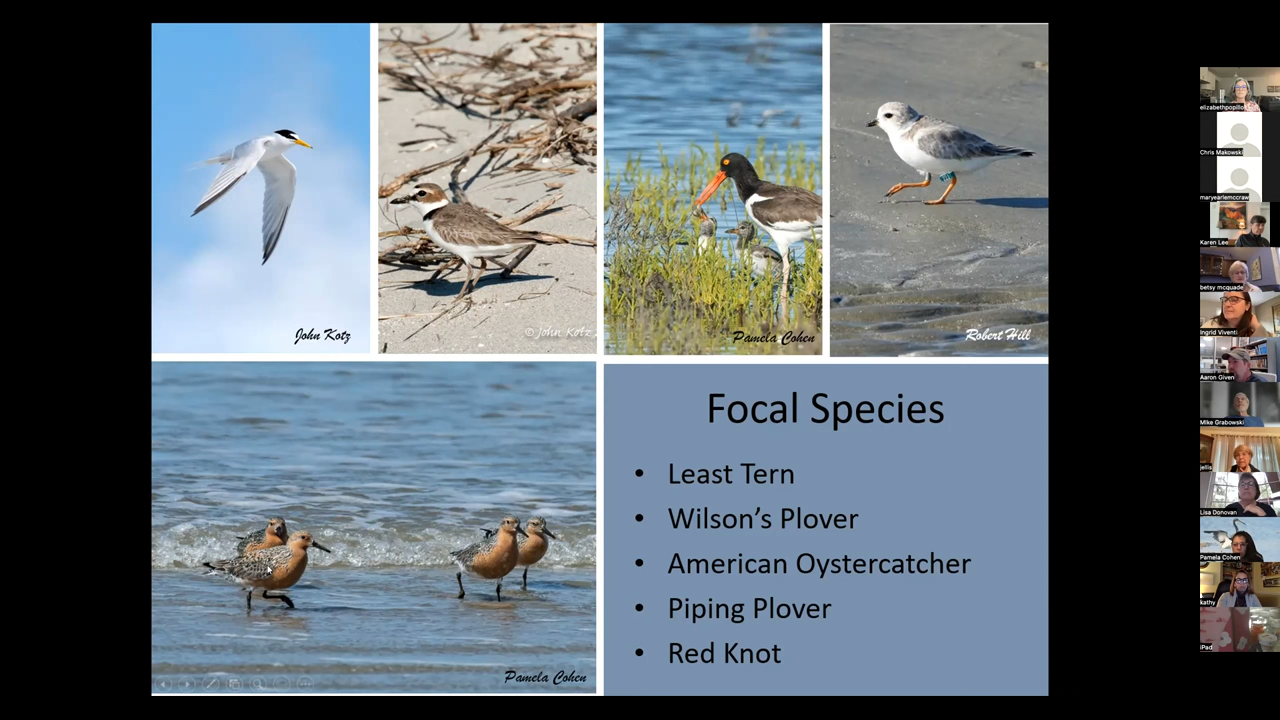 John Kotz
© John Kotz
Pamela Cohen
Robert Hill
Pamela Cohen
Focal Species
• Least Tern
• Wilson's Plover
• American Oystercatcher
• Piping Plover
• Red Knot
Chris Makowski
maryearlemccraw
Karen Lee
betsy mcquade
Ingrid Viventi
Aaron Given
Mike Grabowski
jellis
Lisa Donovan
Pamela Cohen
kathy
iPad